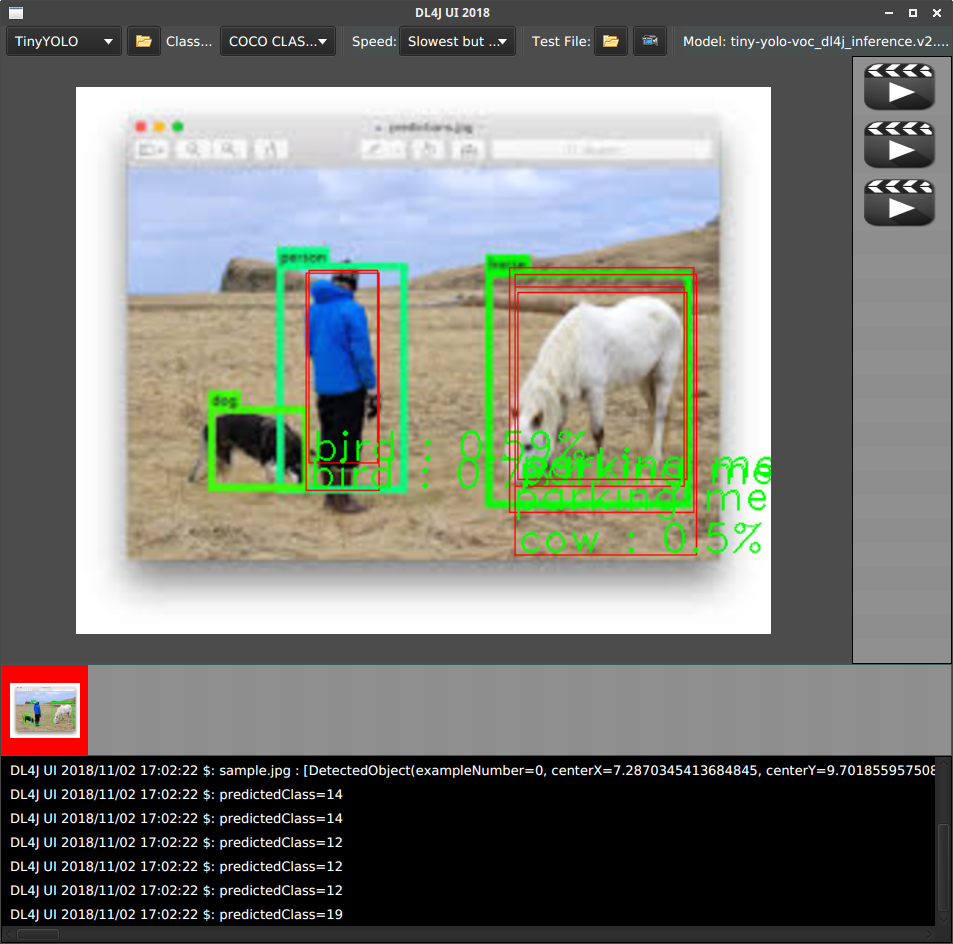 DL4J UI 2018
TinyYOLO Class... COCO CLAS... Speed: Slowest but ... Test File: Model: tiny-yolo-voc_dl4j_inference.v2....
predictions.jpg
person
horse
dog
bird : 0.59%
bird : 0.
parking me
parking me
cow : 0.5%
DL4J UI 2018/11/02 17:02:22 $: sample.jpg : [DetectedObject(exampleNumber=0, centerX=7.2870345413684845, centerY=9.701855957508
DL4J UI 2018/11/02 17:02:22 $: predictedClass=14
DL4J UI 2018/11/02 17:02:22 $: predictedClass=14
DL4J UI 2018/11/02 17:02:22 $: predictedClass=12
DL4J UI 2018/11/02 17:02:22 $: predictedClass=12
DL4J UI 2018/11/02 17:02:22 $: predictedClass=12
DL4J UI 2018/11/02 17:02:22 $: predictedClass=19